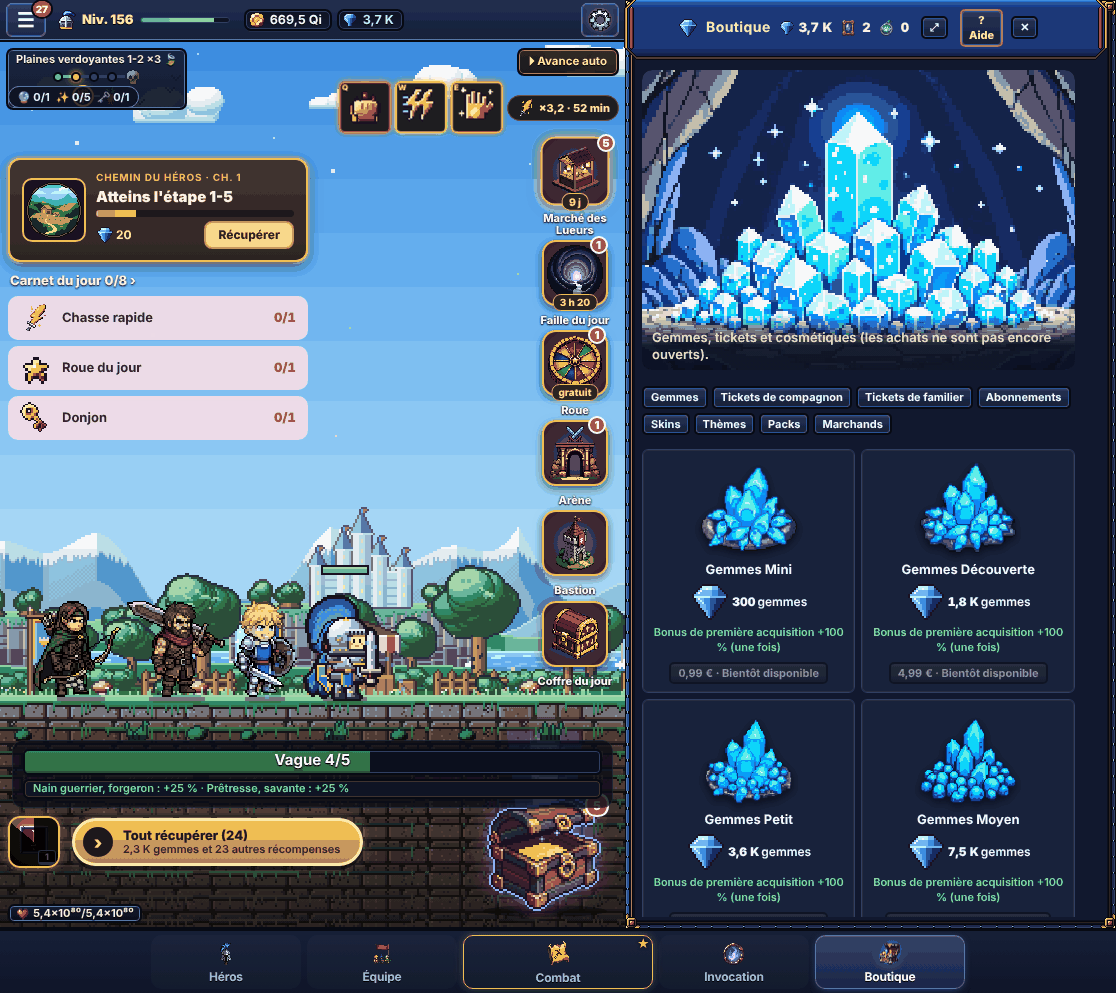 27
Niv. 156
669,5 Qi
3,7 K
Plaines verdoyantes 1-2 ×3
0/1
0/5
0/1
Avance auto
Q
W
E
×3,2 · 52 min
CHEMIN DU HÉROS · CH. 1
Atteins l'étape 1-5
20
Récupérer
Carnet du jour 0/8 ›
Chasse rapide
0/1
Roue du jour
0/1
Donjon
0/1
5
9 j
Marché des
Lueurs
1
3 h 20
Faille du jour
1
gratuit
Roue
1
Arène
Bastion
Coffre du jour
Vague 4/5
Nain guerrier, forgeron : +25 % · Prêtresse, savante : +25 %
1
Tout récupérer (24)
2,3 K gemmes et 23 autres récompenses
5,4×10⁸⁰/5,4×10⁸⁰
Boutique
3,7 K
2
0
?
Aide
Gemmes, tickets et cosmétiques (les achats ne sont pas encore
ouverts).
Gemmes
Tickets de compagnon
Tickets de familier
Abonnements
Skins
Thèmes
Packs
Marchands
Gemmes Mini
300 gemmes
Bonus de première acquisition +100
% (une fois)
0,99 € · Bientôt disponible
Gemmes Découverte
1,8 K gemmes
Bonus de première acquisition +100
% (une fois)
4,99 € · Bientôt disponible
Gemmes Petit
3,6 K gemmes
Bonus de première acquisition +100
% (une fois)
Gemmes Moyen
7,5 K gemmes
Bonus de première acquisition +100
% (une fois)
Héros
Équipe
Combat
Invocation
Boutique